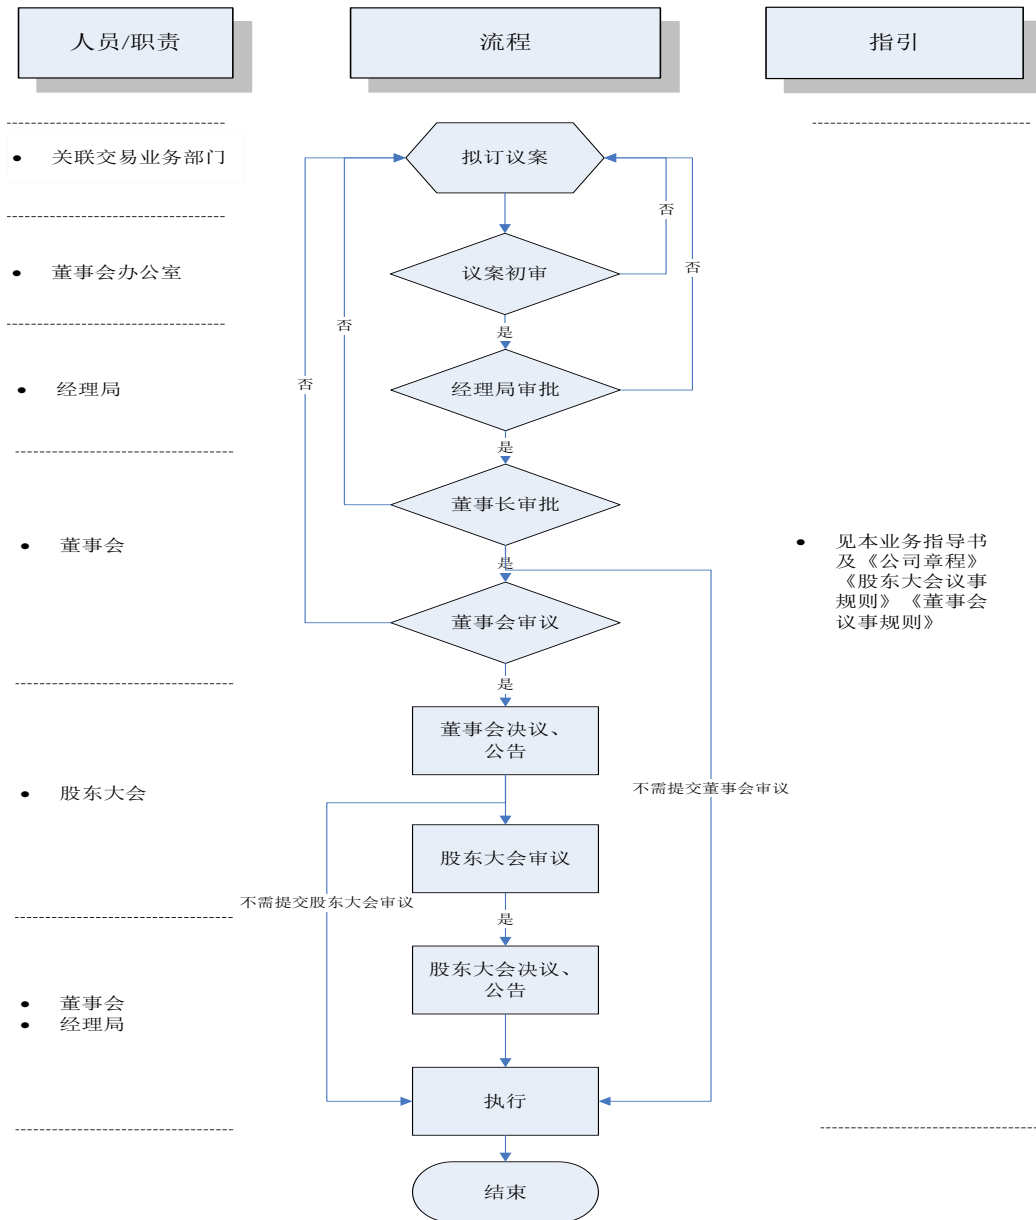 人员/职责
流程
指引
关联交易业务部门
拟订议案
否
董事会办公室
议案初审
否
是
否
经理局
否
经理局审批
是
董事长审批
董事会
是
见本业务指导书
及《公司章程》
《股东大会议事
规则》《董事会
议事规则》
董事会审议
是
董事会决议、
公告
不需提交董事会审议
股东大会
股东大会审议
不需提交股东大会审议
是
股东大会决议、
公告
董事会
经理局
执行
结束